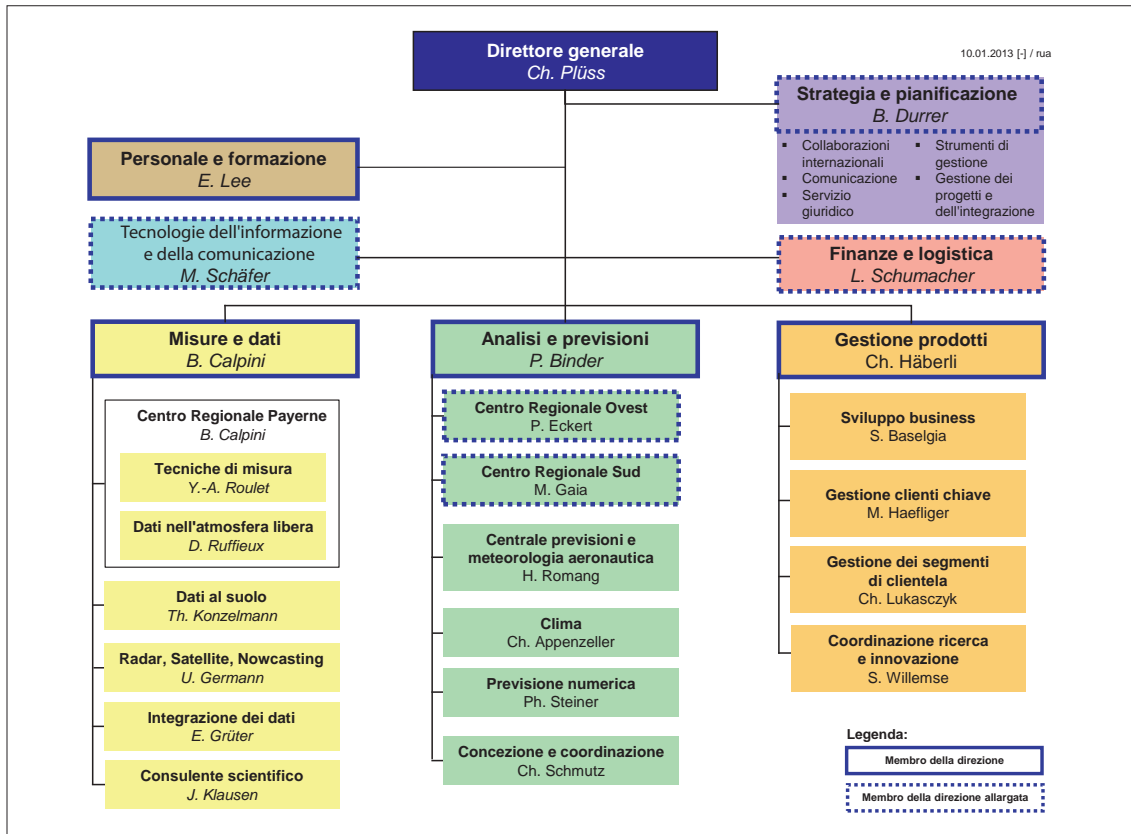 Direttore generale
Ch. Plüss
10.01.2013 [-] / rua
Strategia e pianificazione
B. Durrer
▪ Collaborazioni
internazionali
▪ Comunicazione
▪ Servizio
giuridico
▪ Strumenti di
gestione
▪ Gestione dei
progetti e
dell'integrazione
Personale e formazione
E. Lee
Tecnologie dell'informazione
e della comunicazione
M. Schäfer
Finanze e logistica
L. Schumacher
Misure e dati
B. Calpini
Centro Regionale Payerne
B. Calpini
Tecniche di misura
Y.-A. Roulet
Dati nell'atmosfera libera
D. Ruffieux
Dati al suolo
Th. Konzelmann
Radar, Satellite, Nowcasting
U. Germann
Integrazione dei dati
E. Grüter
Consulente scientifico
J. Klausen
Analisi e previsioni
P. Binder
Centro Regionale Ovest
P. Eckert
Centro Regionale Sud
M. Gaia
Centrale previsioni e
meteorologia aeronautica
H. Romang
Clima
Ch. Appenzeller
Previsione numerica
Ph. Steiner
Concezione e coordinazione
Ch. Schmutz
Gestione prodotti
Ch. Häberli
Sviluppo business
S. Baselgia
Gestione clienti chiave
M. Haefliger
Gestione dei segmenti
di clientela
Ch. Lukasczyk
Coordinazione ricerca
e innovazione
S. Willemse
Legenda:
Membro della direzione
Membro della direzione allargata